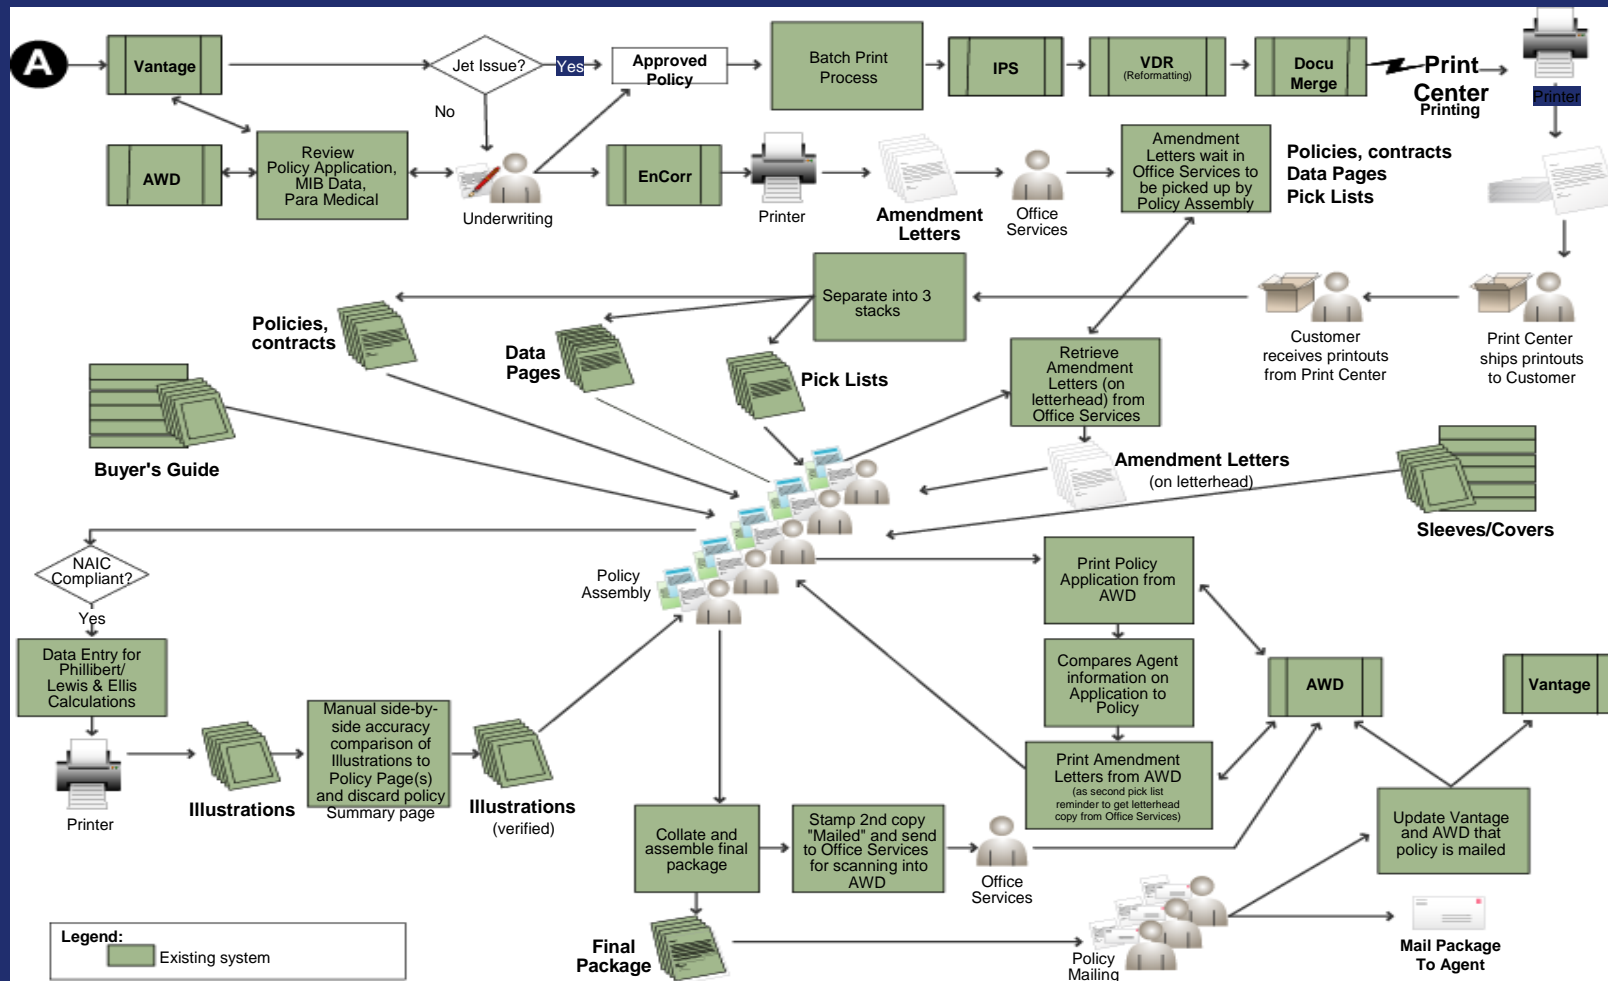 A
Vantage
Jet Issue?
Yes
Approved
Policy
Batch Print
Process
IPS
VDR
(Reformatting)
Docu
Merge
Print
Center
Printing
Printer
No
AWD
Review
Policy Application,
MIB Data,
Para Medical
Underwriting
EnCorr
Printer
Amendment
Letters
Office
Services
Amendment
Letters wait in
Office Services to
be picked up by
Policy Assembly
Policies, contracts
Data Pages
Pick Lists
Policies,
contracts
Data
Pages
Pick Lists
Separate into 3
stacks
Retrieve
Amendment
Letters (on
letterhead) from
Office Services
Customer
receives printouts
from Print Center
Print Center
ships printouts
to Customer
Buyer's Guide
Amendment Letters
(on letterhead)
Sleeves/Covers
NAIC
Compliant?
Yes
Policy
Assembly
Print Policy
Application from
AWD
Data Entry for
Phillibert/
Lewis & Ellis
Calculations
Compares Agent
information on
Application to
Policy
AWD
Vantage
Printer
Illustrations
Manual side-by-
side accuracy
comparison of
Illustrations to
Policy Page(s)
and discard policy
Summary page
Illustrations
(verified)
Print Amendment
Letters from AWD
(as second pick list
reminder to get letterhead
copy from Office Services)
Collate and
assemble final
package
Stamp 2nd copy
"Mailed" and send
to Office Services
for scanning into
AWD
Office
Services
Update Vantage
and AWD that
policy is mailed
Legend:
Existing system
Final
Package
Policy
Mailing
Mail Package
To Agent